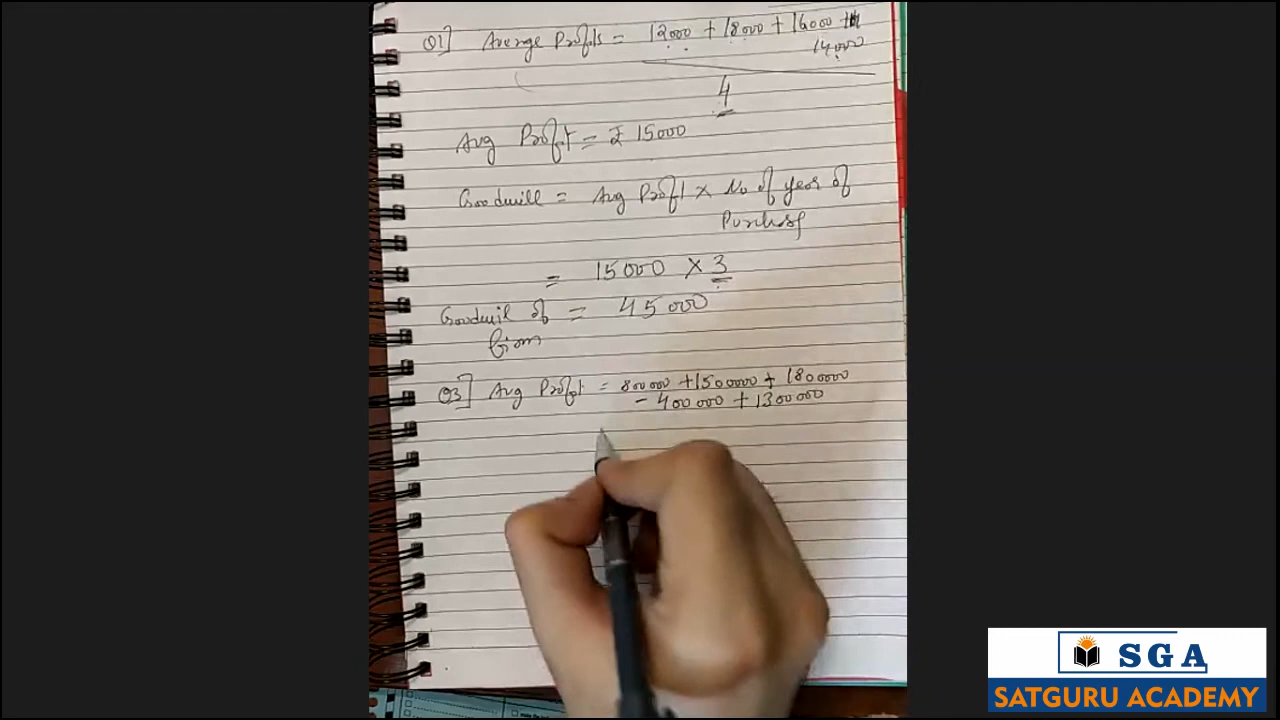 Q1] Average Profits = 12000 + 18000 + 16000 +
14000
4
Avg Profit = ₹ 15000
Goodwill = Avg Profit × No of year of
Purchase
= 15000 × 3
Goodwil of = 45000
firm
Q3] Avg Profit = 800000 + 1500000 + 1800000
- 400000 + 1300000
SGA
SATGURU ACADEMY